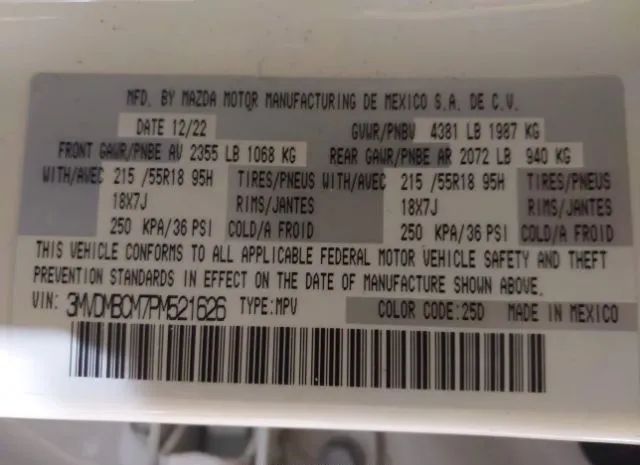 MFD. BY MAZDA MOTOR MANUFACTURING DE MEXICO S.A. DE C.V.
DATE 12/22 GVWR/PNBV 4381 LB 1987 KG
FRONT GAWR/PNBE AV 2355 LB 1068 KG REAR GAWR/PNBE AR 2072 LB 940 KG
WITH/AVEC 215 /55R18 95H TIRES/PNEUS WITH/AVEC 215 /55R18 95H TIRES/PNEUS
18X7J RIMS/JANTES 18X7J RIMS/JANTES
250 KPA/36 PSI COLD/A FROID 250 KPA/36 PSI COLD/A FROID
THIS VEHICLE CONFORMS TO ALL APPLICABLE FEDERAL MOTOR VEHICLE SAFETY AND THEFT
PREVENTION STANDARDS IN EFFECT ON THE DATE OF MANUFACTURE SHOWN ABOVE.
VIN: 3MVDMBCM7PM521626 TYPE:MPV COLOR CODE:25D MADE IN MEXICO